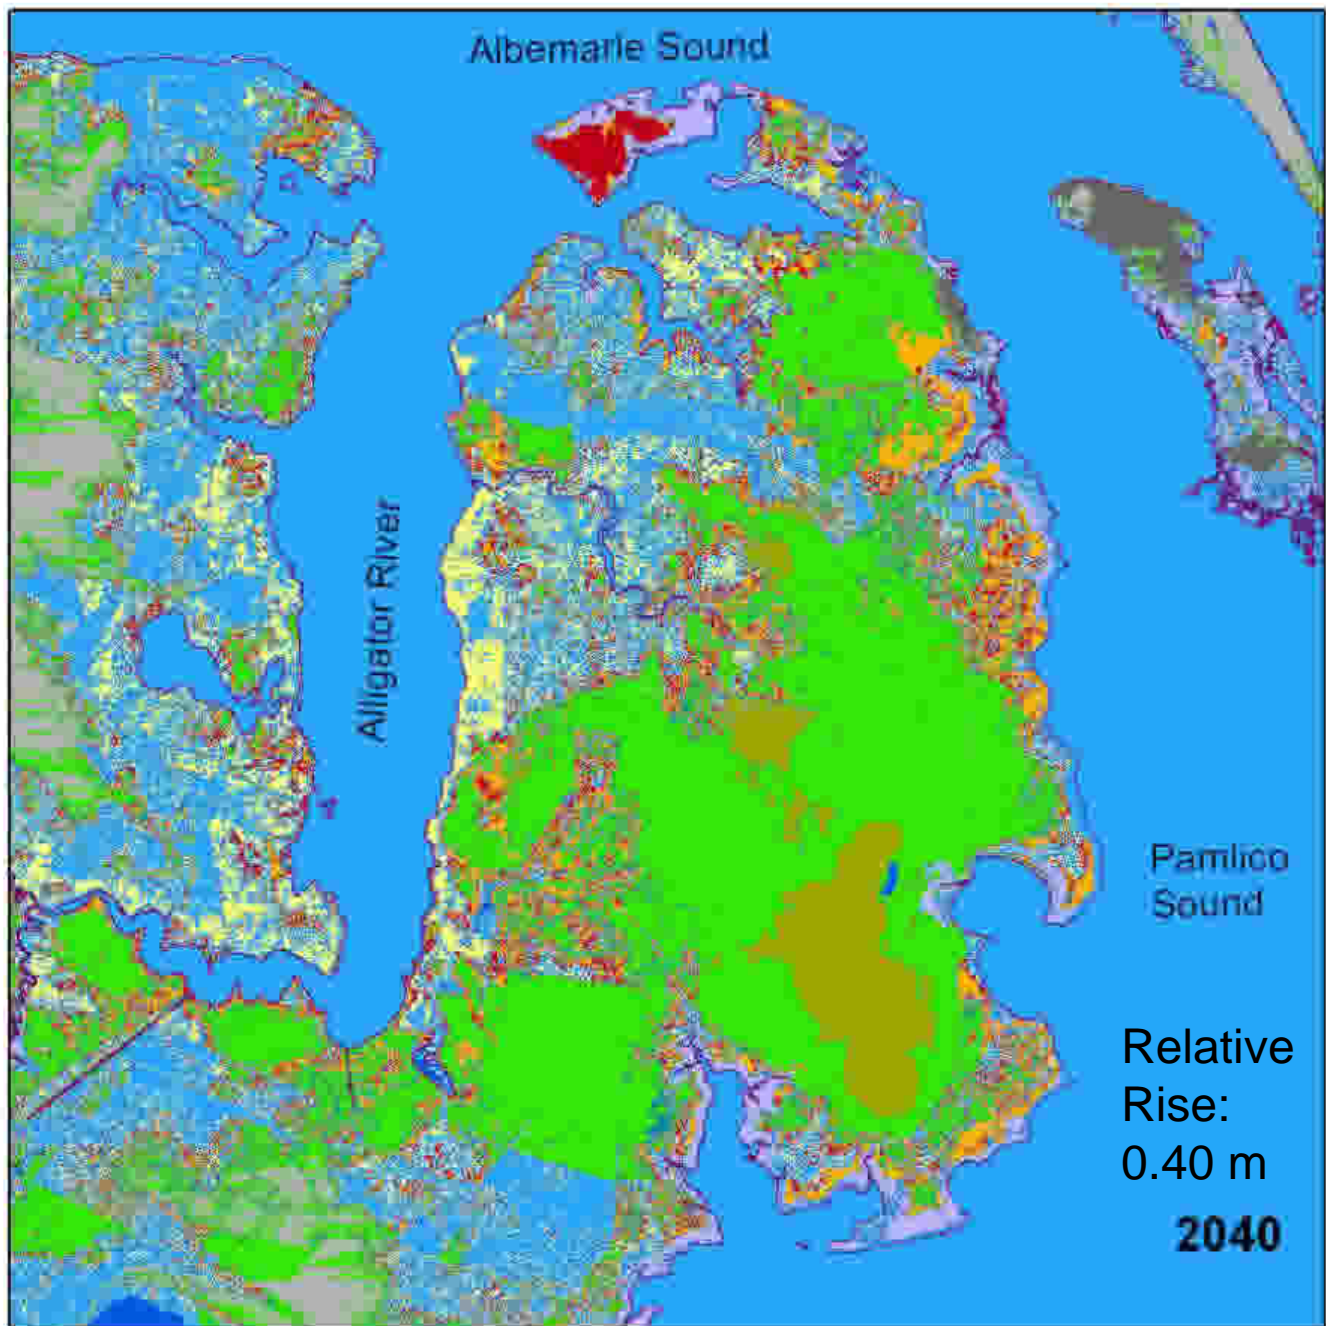 Albemarle Sound
Alligator River
Pamlico
Sound
Relative
Rise:
0.40 m
2040